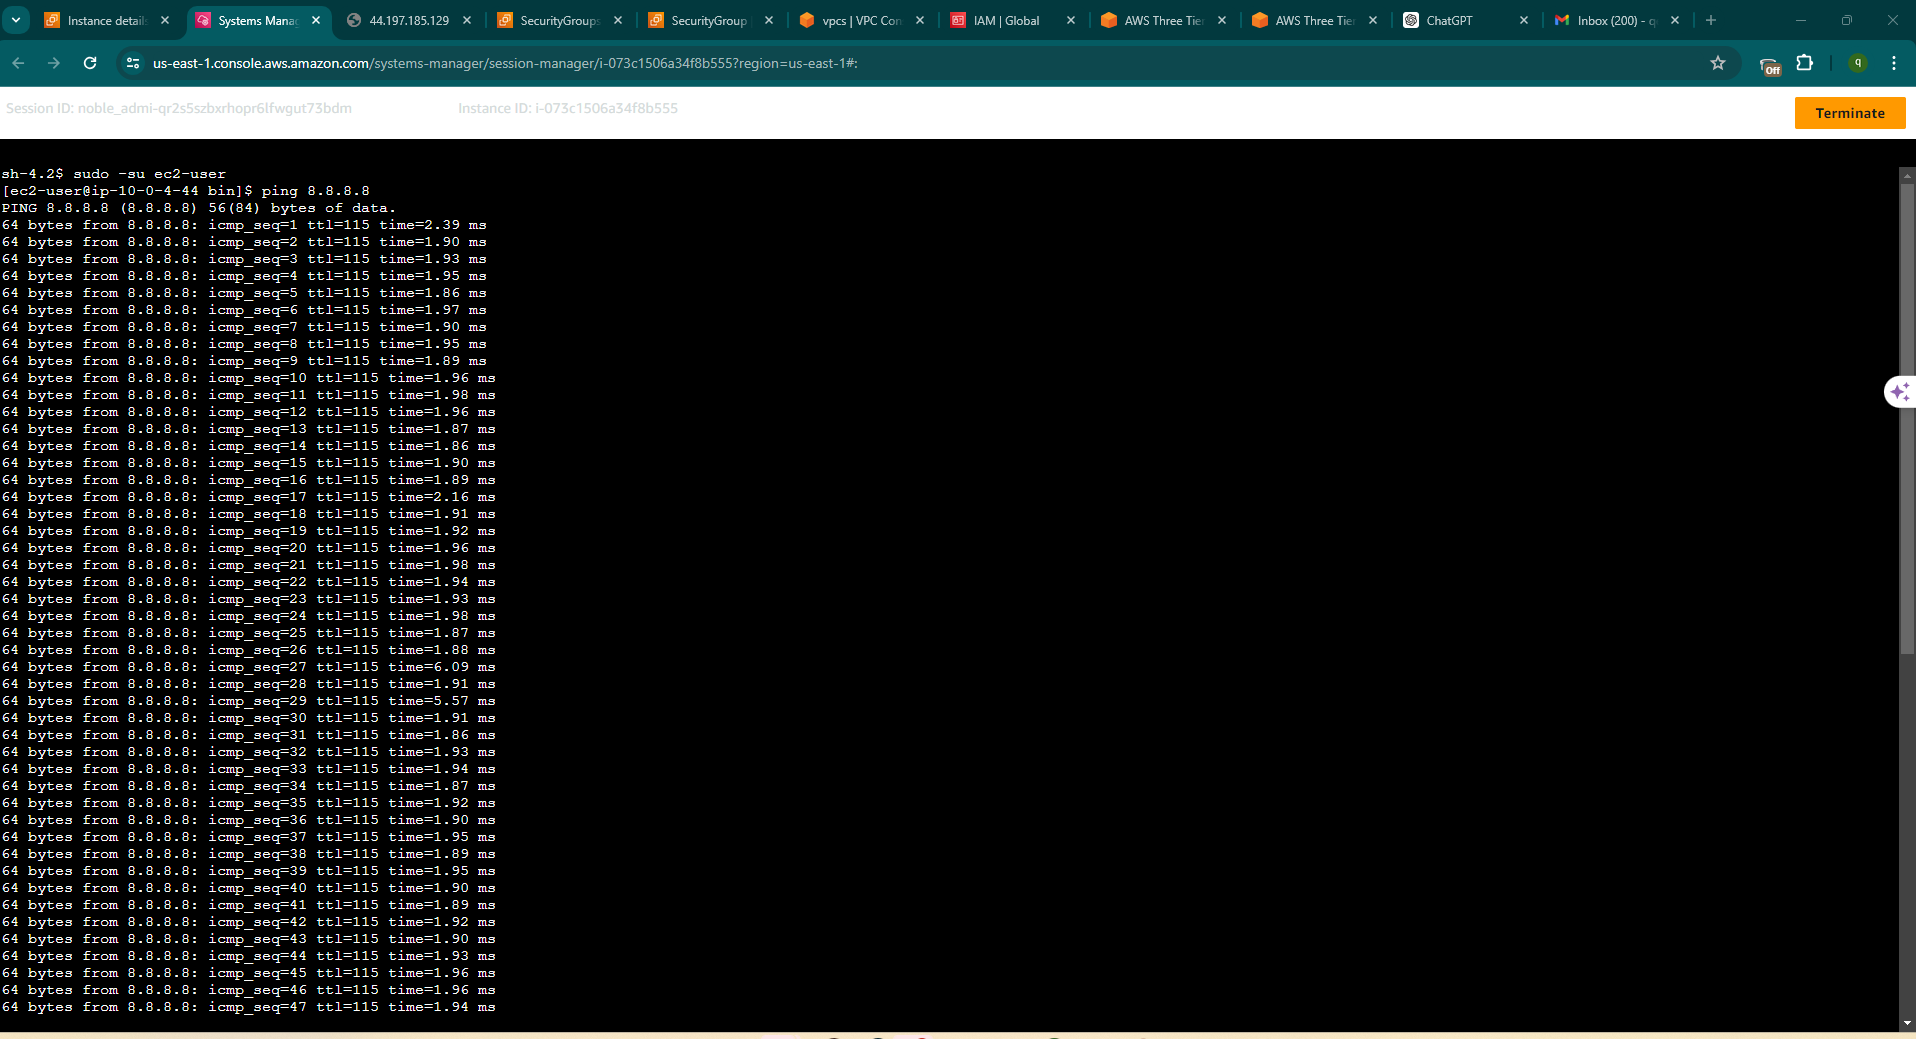 Instance details
Systems Mana
44.197.185.129
SecurityGroups
SecurityGroup
vpcs | VPC Con
IAM | Global
AWS Three Tier
AWS Three Tier
ChatGPT
Inbox (200) - q
us-east-1.console.aws.amazon.com/systems-manager/session-manager/i-073c1506a34f8b555?region=us-east-1#:
Off
q
Session ID: noble_admi-qr2s5szbxrhopr6lfwgut73bdm
Instance ID: i-073c1506a34f8b555
Terminate
sh-4.2$ sudo -su ec2-user
[ec2-user@ip-10-0-4-44 bin]$ ping 8.8.8.8
PING 8.8.8.8 (8.8.8.8) 56(84) bytes of data.
64 bytes from 8.8.8.8: icmp_seq=1 ttl=115 time=2.39 ms
64 bytes from 8.8.8.8: icmp_seq=2 ttl=115 time=1.90 ms
64 bytes from 8.8.8.8: icmp_seq=3 ttl=115 time=1.93 ms
64 bytes from 8.8.8.8: icmp_seq=4 ttl=115 time=1.95 ms
64 bytes from 8.8.8.8: icmp_seq=5 ttl=115 time=1.86 ms
64 bytes from 8.8.8.8: icmp_seq=6 ttl=115 time=1.97 ms
64 bytes from 8.8.8.8: icmp_seq=7 ttl=115 time=1.90 ms
64 bytes from 8.8.8.8: icmp_seq=8 ttl=115 time=1.95 ms
64 bytes from 8.8.8.8: icmp_seq=9 ttl=115 time=1.89 ms
64 bytes from 8.8.8.8: icmp_seq=10 ttl=115 time=1.96 ms
64 bytes from 8.8.8.8: icmp_seq=11 ttl=115 time=1.98 ms
64 bytes from 8.8.8.8: icmp_seq=12 ttl=115 time=1.96 ms
64 bytes from 8.8.8.8: icmp_seq=13 ttl=115 time=1.87 ms
64 bytes from 8.8.8.8: icmp_seq=14 ttl=115 time=1.86 ms
64 bytes from 8.8.8.8: icmp_seq=15 ttl=115 time=1.90 ms
64 bytes from 8.8.8.8: icmp_seq=16 ttl=115 time=1.89 ms
64 bytes from 8.8.8.8: icmp_seq=17 ttl=115 time=2.16 ms
64 bytes from 8.8.8.8: icmp_seq=18 ttl=115 time=1.91 ms
64 bytes from 8.8.8.8: icmp_seq=19 ttl=115 time=1.92 ms
64 bytes from 8.8.8.8: icmp_seq=20 ttl=115 time=1.96 ms
64 bytes from 8.8.8.8: icmp_seq=21 ttl=115 time=1.98 ms
64 bytes from 8.8.8.8: icmp_seq=22 ttl=115 time=1.94 ms
64 bytes from 8.8.8.8: icmp_seq=23 ttl=115 time=1.93 ms
64 bytes from 8.8.8.8: icmp_seq=24 ttl=115 time=1.98 ms
64 bytes from 8.8.8.8: icmp_seq=25 ttl=115 time=1.87 ms
64 bytes from 8.8.8.8: icmp_seq=26 ttl=115 time=1.88 ms
64 bytes from 8.8.8.8: icmp_seq=27 ttl=115 time=6.09 ms
64 bytes from 8.8.8.8: icmp_seq=28 ttl=115 time=1.91 ms
64 bytes from 8.8.8.8: icmp_seq=29 ttl=115 time=5.57 ms
64 bytes from 8.8.8.8: icmp_seq=30 ttl=115 time=1.91 ms
64 bytes from 8.8.8.8: icmp_seq=31 ttl=115 time=1.86 ms
64 bytes from 8.8.8.8: icmp_seq=32 ttl=115 time=1.93 ms
64 bytes from 8.8.8.8: icmp_seq=33 ttl=115 time=1.94 ms
64 bytes from 8.8.8.8: icmp_seq=34 ttl=115 time=1.87 ms
64 bytes from 8.8.8.8: icmp_seq=35 ttl=115 time=1.92 ms
64 bytes from 8.8.8.8: icmp_seq=36 ttl=115 time=1.90 ms
64 bytes from 8.8.8.8: icmp_seq=37 ttl=115 time=1.95 ms
64 bytes from 8.8.8.8: icmp_seq=38 ttl=115 time=1.89 ms
64 bytes from 8.8.8.8: icmp_seq=39 ttl=115 time=1.95 ms
64 bytes from 8.8.8.8: icmp_seq=40 ttl=115 time=1.90 ms
64 bytes from 8.8.8.8: icmp_seq=41 ttl=115 time=1.89 ms
64 bytes from 8.8.8.8: icmp_seq=42 ttl=115 time=1.92 ms
64 bytes from 8.8.8.8: icmp_seq=43 ttl=115 time=1.90 ms
64 bytes from 8.8.8.8: icmp_seq=44 ttl=115 time=1.93 ms
64 bytes from 8.8.8.8: icmp_seq=45 ttl=115 time=1.96 ms
64 bytes from 8.8.8.8: icmp_seq=46 ttl=115 time=1.96 ms
64 bytes from 8.8.8.8: icmp_seq=47 ttl=115 time=1.94 ms